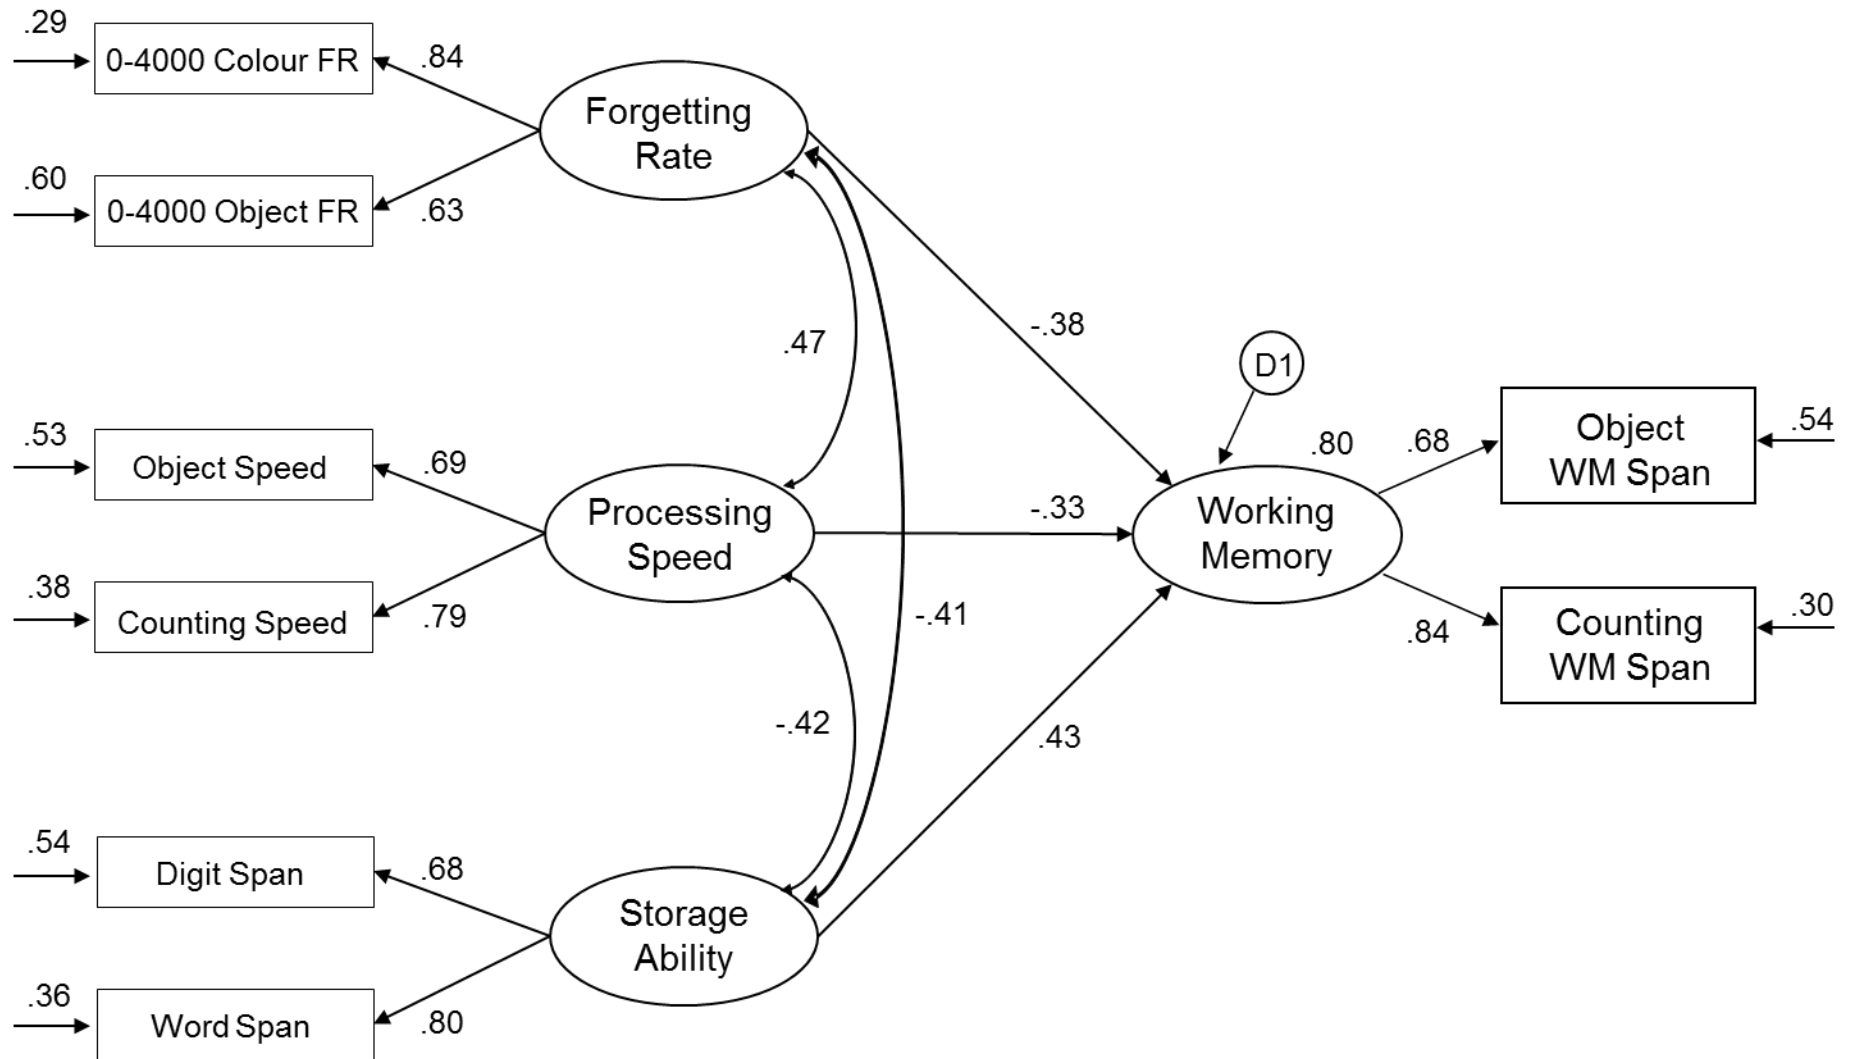 .29
0-4000 Colour FR
.84
.60
0-4000 Object FR
.63
Forgetting
Rate
.47
-.38
D1
.53
Object Speed
.69
.38
Counting Speed
.79
Processing
Speed
-.33
-.41
-.42
.43
.80
.68
Working
Memory
.84
Object
WM Span
.54
Counting
WM Span
.30
.54
Digit Span
.68
.36
Word Span
.80
Storage
Ability